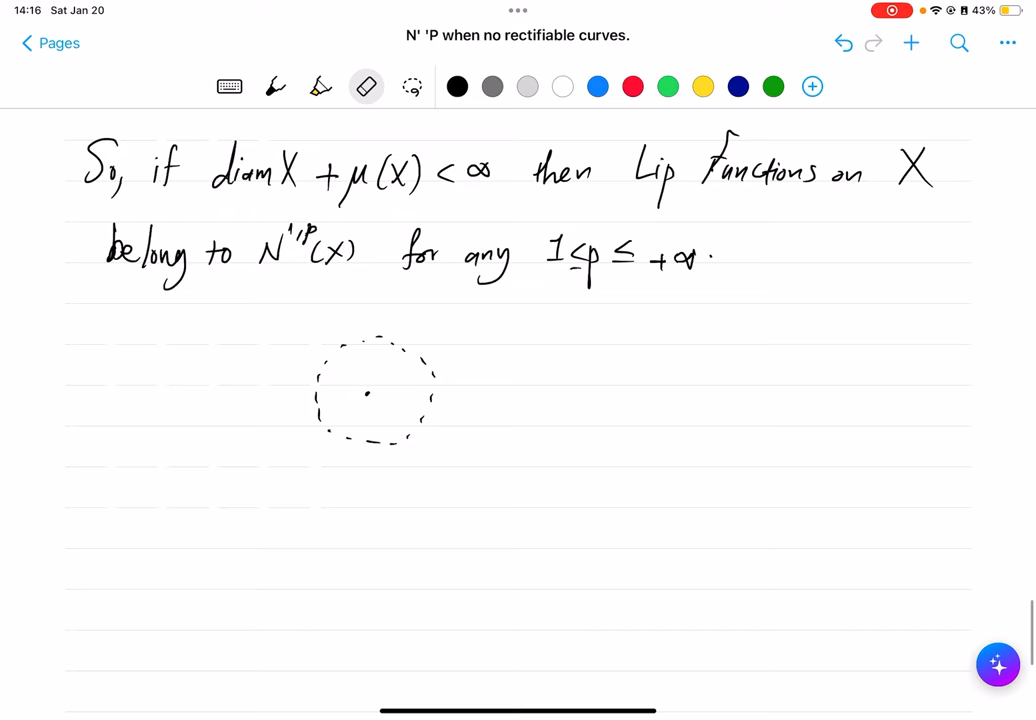 14:16 Sat Jan 20
43%
Pages
N' 'P when no rectifiable curves.
So, if diam X + μ(X) < ∞ then Lip Functions on X
belong to N^{1,p}(X) for any 1 ≤ p ≤ +∞.